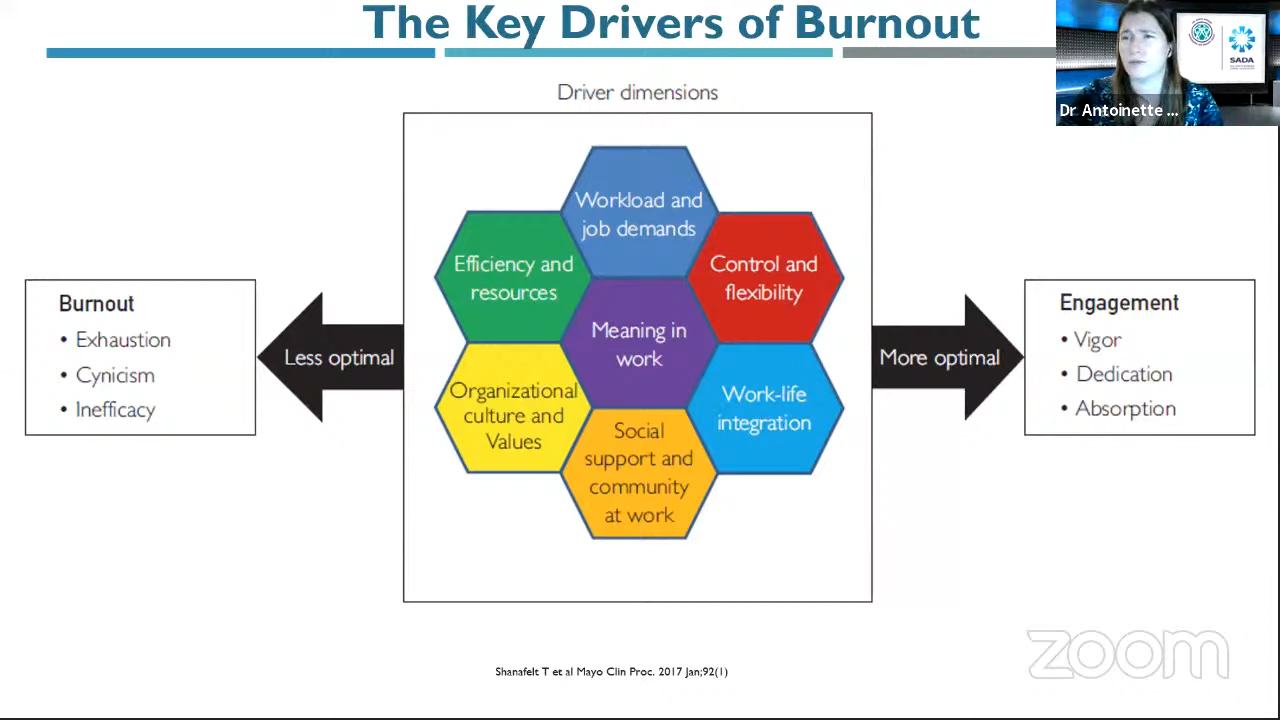 The Key Drivers of Burnout
SADA
Dr Antoinette ...
Driver dimensions
Workload and
job demands
Efficiency and
resources
Control and
flexibility
Meaning in
work
Organizational
culture and
Values
Work-life
integration
Social
support and
community
at work
Burnout
• Exhaustion
• Cynicism
• Inefficacy
Less optimal
More optimal
Engagement
• Vigor
• Dedication
• Absorption
Shanafelt T et al Mayo Clin Proc. 2017 Jan;92(1)
zoom